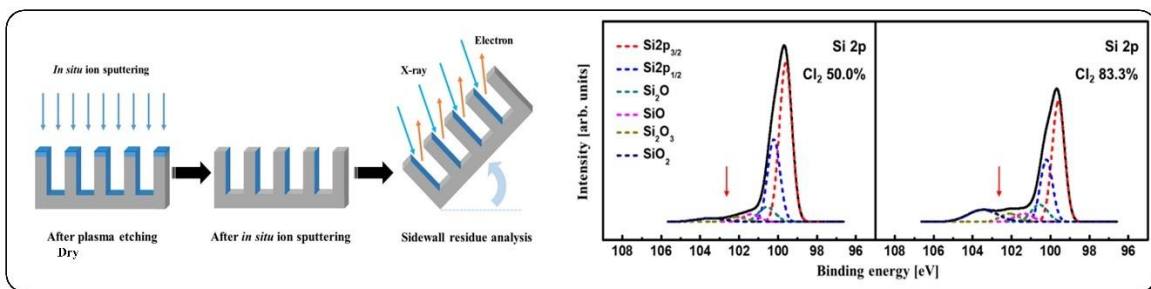 In situ ion sputtering
X-ray
Electron
After plasma etching
Dry
After in situ ion sputtering
Sidewall residue analysis
Intensity [arb. units]
Si2p3/2
Si2p1/2
Si2O
SiO
Si2O3
SiO2
Si 2p
Cl2 50.0%
Si 2p
Cl2 83.3%
108 106 104 102 100 98 108 106 104 102 100 98 96
Binding energy [eV]